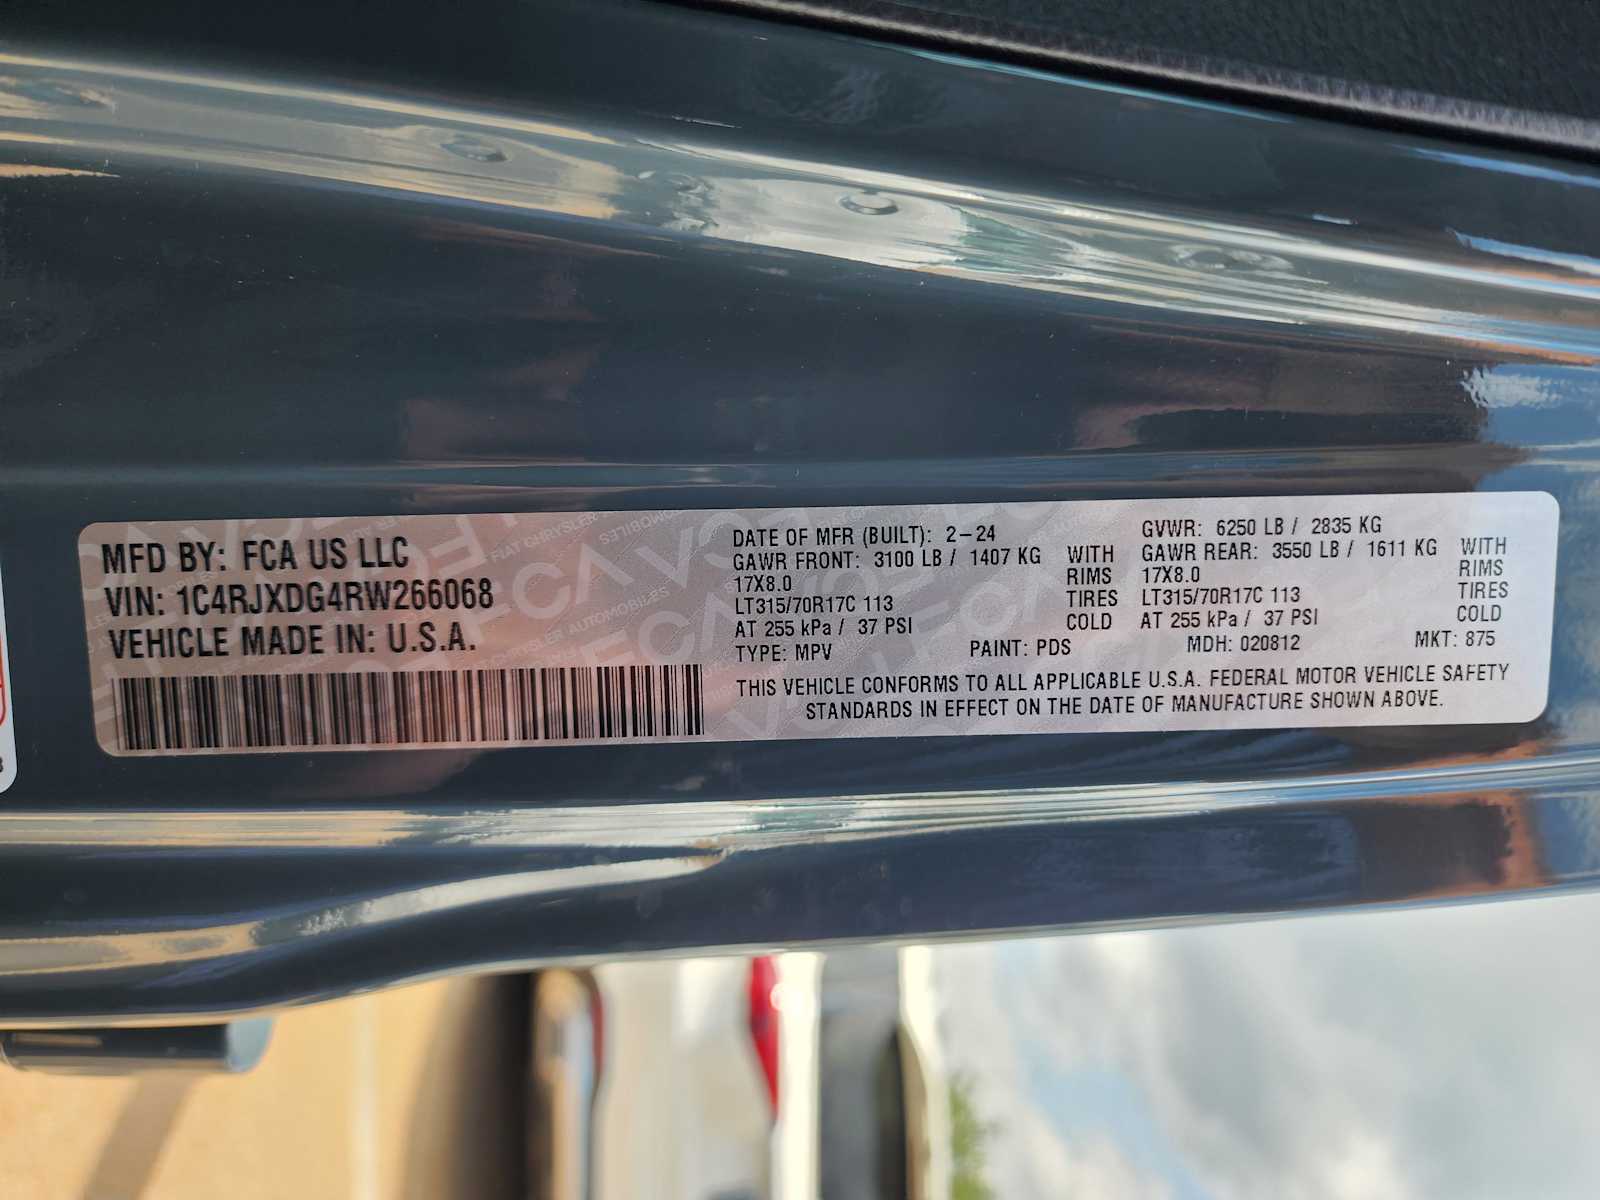 MFD BY: FCA US LLC
VIN: 1C4RJXDG4RW266068
VEHICLE MADE IN: U.S.A.
DATE OF MFR (BUILT): 2-24
GAWR FRONT: 3100 LB / 1407 KG WITH
17X8.0 RIMS
LT315/70R17C 113 TIRES
AT 255 kPa / 37 PSI COLD
GVWR: 6250 LB / 2835 KG
GAWR REAR: 3550 LB / 1611 KG WITH
17X8.0 RIMS
LT315/70R17C 113 TIRES
AT 255 kPa / 37 PSI COLD
TYPE: MPV PAINT: PDS MDH: 020812 MKT: 875
THIS VEHICLE CONFORMS TO ALL APPLICABLE U.S.A. FEDERAL MOTOR VEHICLE SAFETY
STANDARDS IN EFFECT ON THE DATE OF MANUFACTURE SHOWN ABOVE.